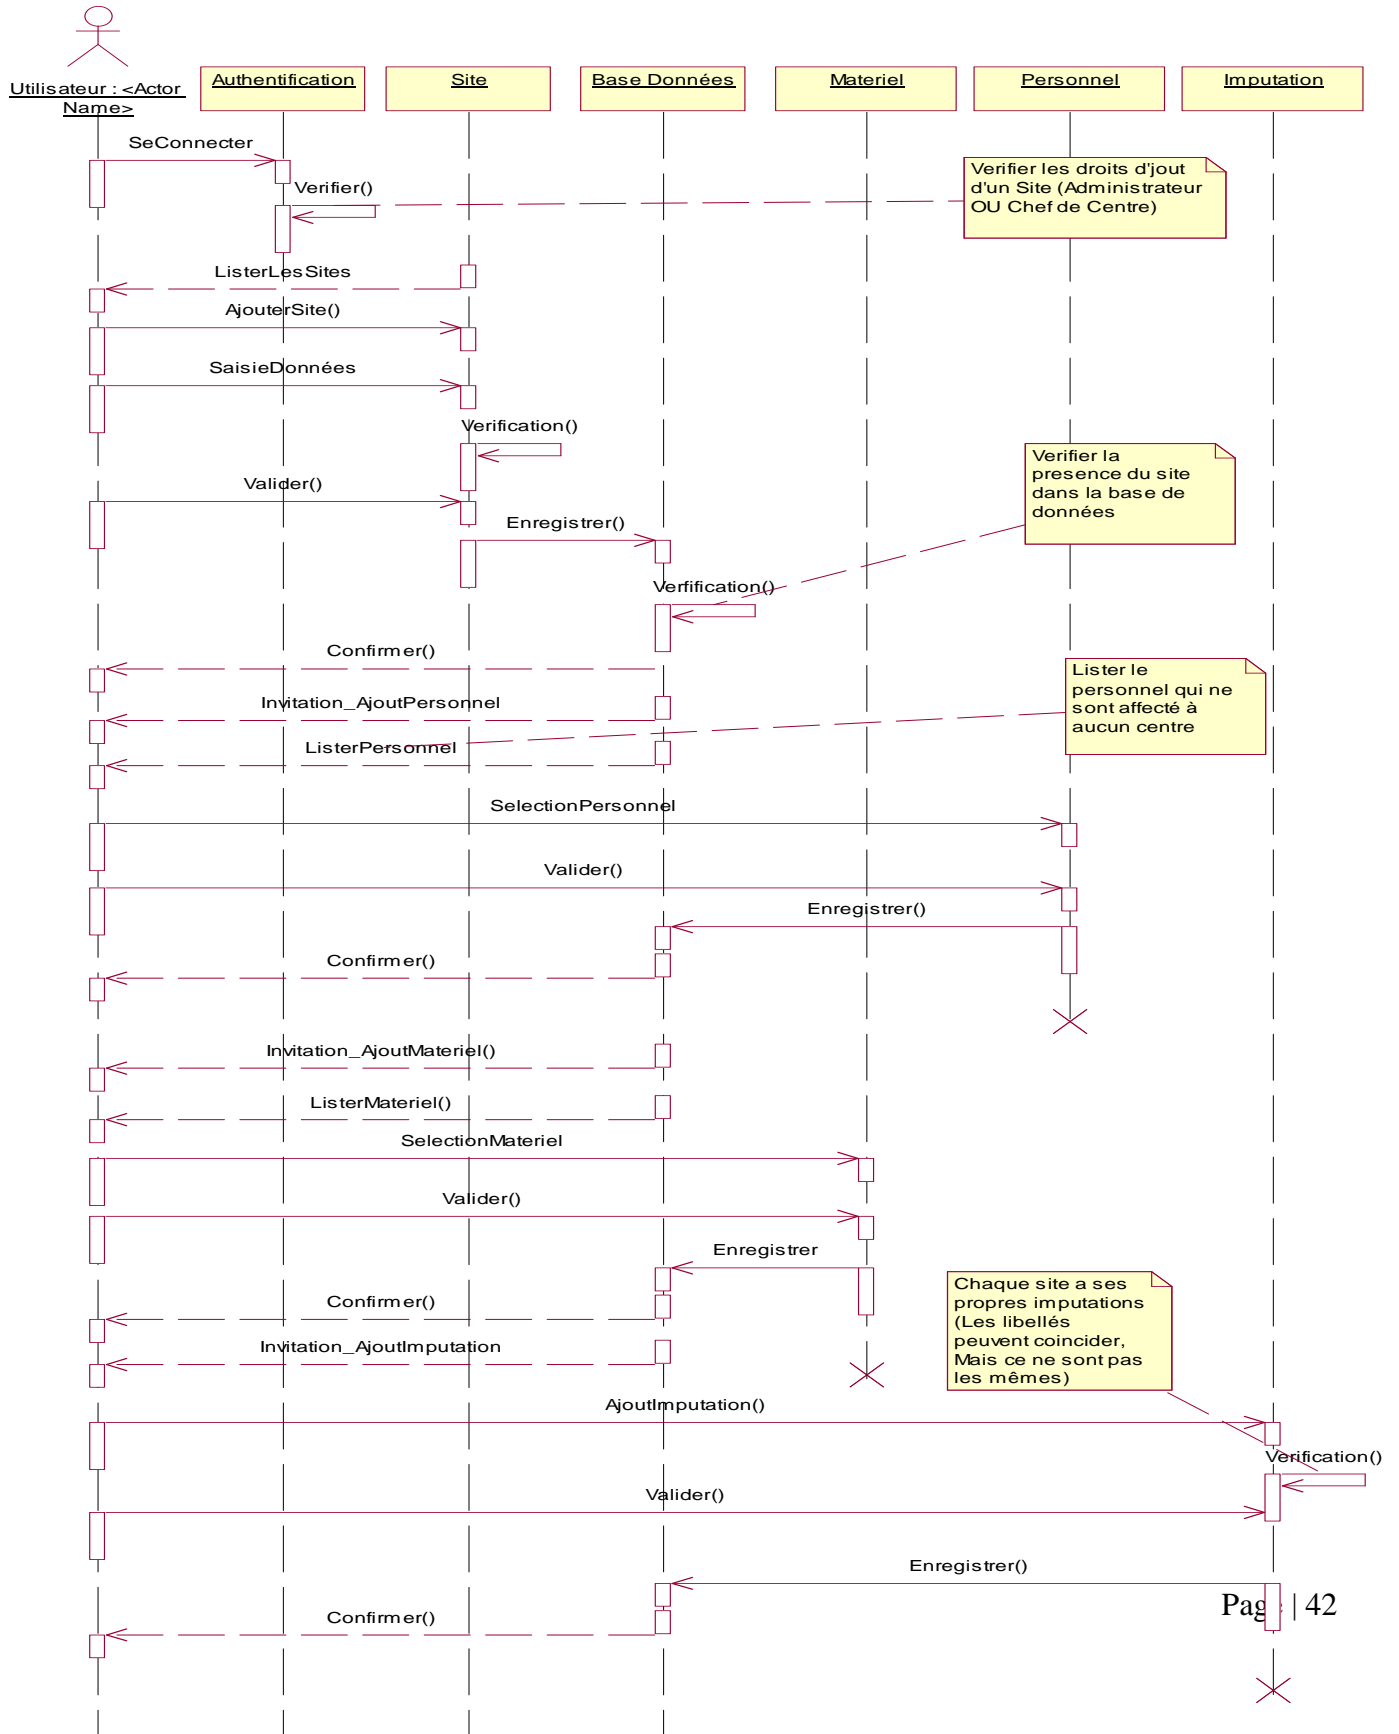 Utilisateur : <Actor
Name>
Authentification
Site
Base Données
Materiel
Personnel
Imputation
SeConnecter
Verifier()
Verifier les droits d'jout
d'un Site (Administrateur
OU Chef de Centre)
ListerLesSites
AjouterSite()
SaisieDonnées
Verification()
Verifier la
presence du site
dans la base de
données
Valider()
Enregistrer()
Verfification()
Confirmer()
Lister le
personnel qui ne
sont affecté à
aucun centre
Invitation_AjoutPersonnel
ListerPersonnel
SelectionPersonnel
Valider()
Enregistrer()
Confirmer()
Invitation_AjoutMateriel()
ListerMateriel()
SelectionMateriel
Valider()
Enregistrer
Chaque site a ses
propres imputations
(Les libellés
peuvent coincider,
Mais ce ne sont pas
les mêmes)
Confirmer()
Invitation_AjoutImputation
AjoutImputation()
Verification()
Valider()
Enregistrer()
Page | 42
Confirmer()